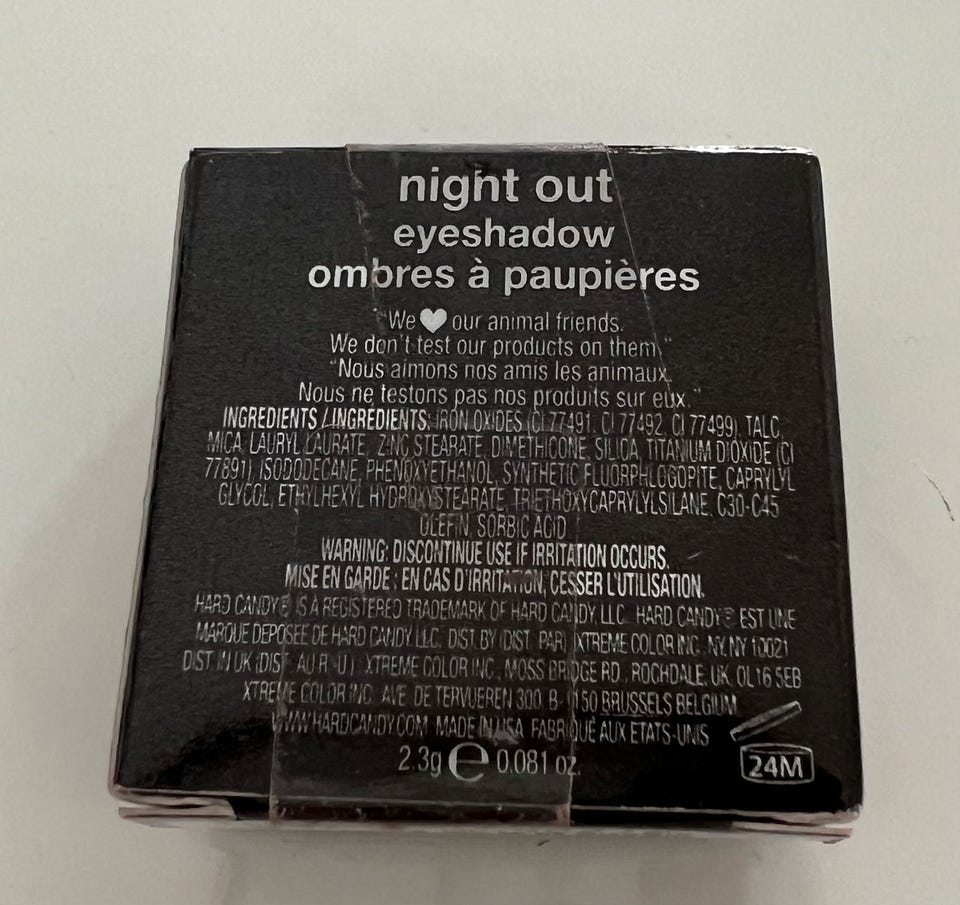 night out
eyeshadow
ombres à paupières
"We ♥ our animal friends.
We don't test our products on them."
"Nous aimons nos amis les animaux.
Nous ne testons pas nos produits sur eux."
INGREDIENTS / INGRÉDIENTS: IRON OXIDES (CI 77491, CI 77492, CI 77499), TALC,
MICA, LAURYL LAURATE, ZINC STEARATE, DIMETHICONE, SILICA, TITANIUM DIOXIDE (CI
77891), ISODODECANE, PHENOXYETHANOL, SYNTHETIC FLUORPHLOGOPITE, CAPRYLYL
GLYCOL, ETHYLHEXYL HYDROXYSTEARATE, TRIETHOXYCAPRYLYLSILANE, C30-C45
OLEFIN, SORBIC ACID
WARNING: DISCONTINUE USE IF IRRITATION OCCURS.
MISE EN GARDE : EN CAS D'IRRITATION, CESSER L'UTILISATION.
HARD CANDY® IS A REGISTERED TRADEMARK OF HARD CANDY, LLC. HARD CANDY® EST UNE
MARQUE DEPOSEE DE HARD CANDY, LLC. DIST. BY (DIST. PAR) XTREME COLOR INC. NY, NY 10021
DIST. IN UK (DIST. AU R.-U.) XTREME COLOR INC., MOSS BRIDGE RD., ROCHDALE, UK, OL16 5EB
XTREME COLOR INC. AVE. DE TERVUEREN 300, B-1150 BRUSSELS BELGIUM
WWW.HARDCANDY.COM MADE IN USA FABRIQUÉ AUX ETATS-UNIS
2.3g e 0.081 oz.
24M